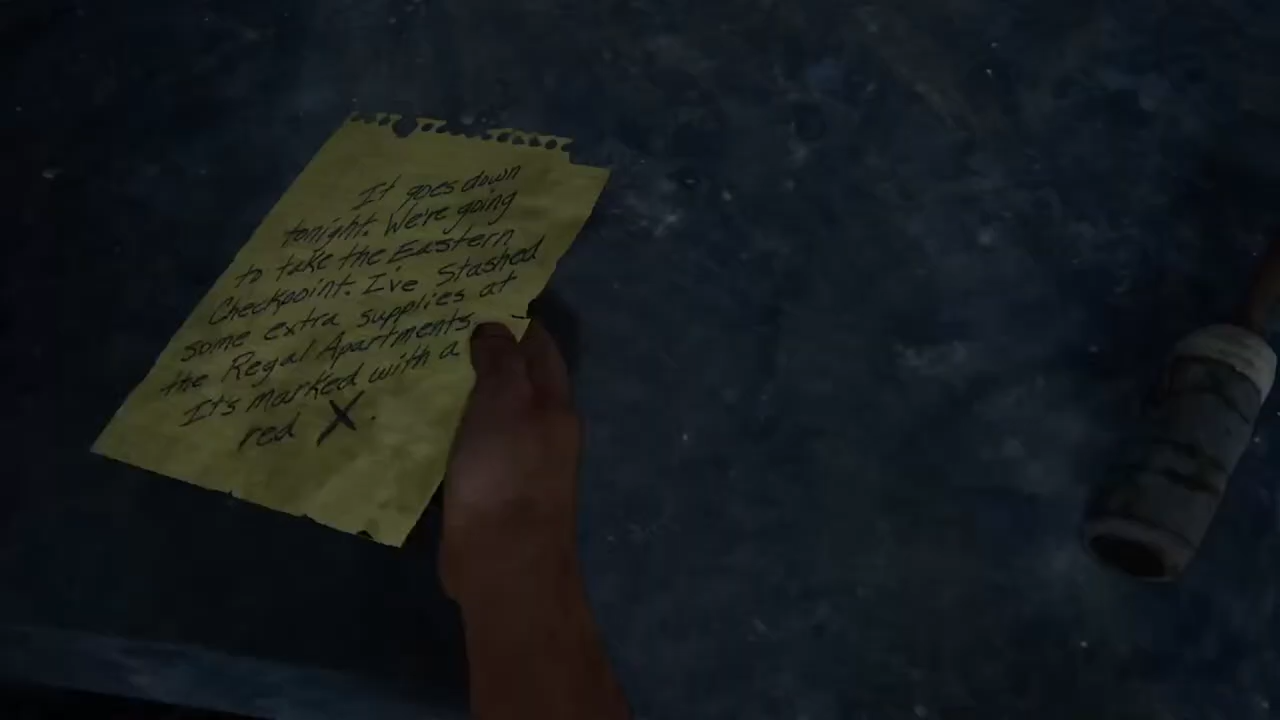 It goes down
tonight. We're going
to take the Eastern
Checkpoint. I've Stashed
some extra supplies at
the Regal Apartments
It's marked with a
red X.